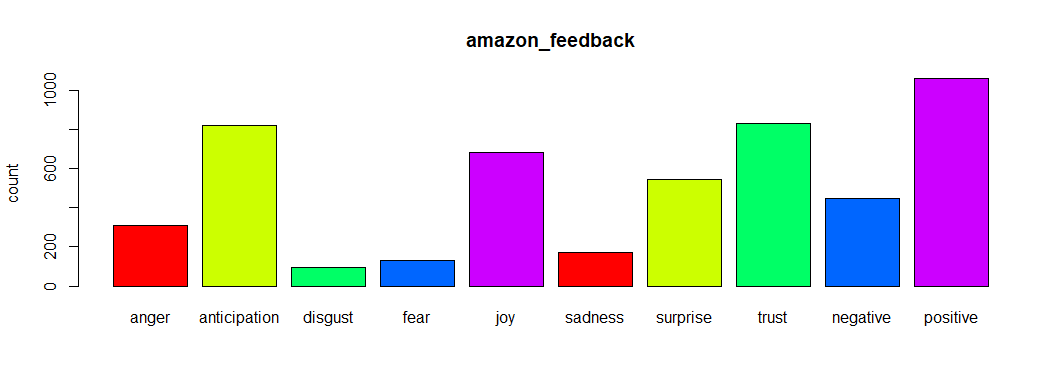 amazon_feedback
count
1000
600
200
0
anger anticipation disgust fear joy sadness surprise trust negative positive